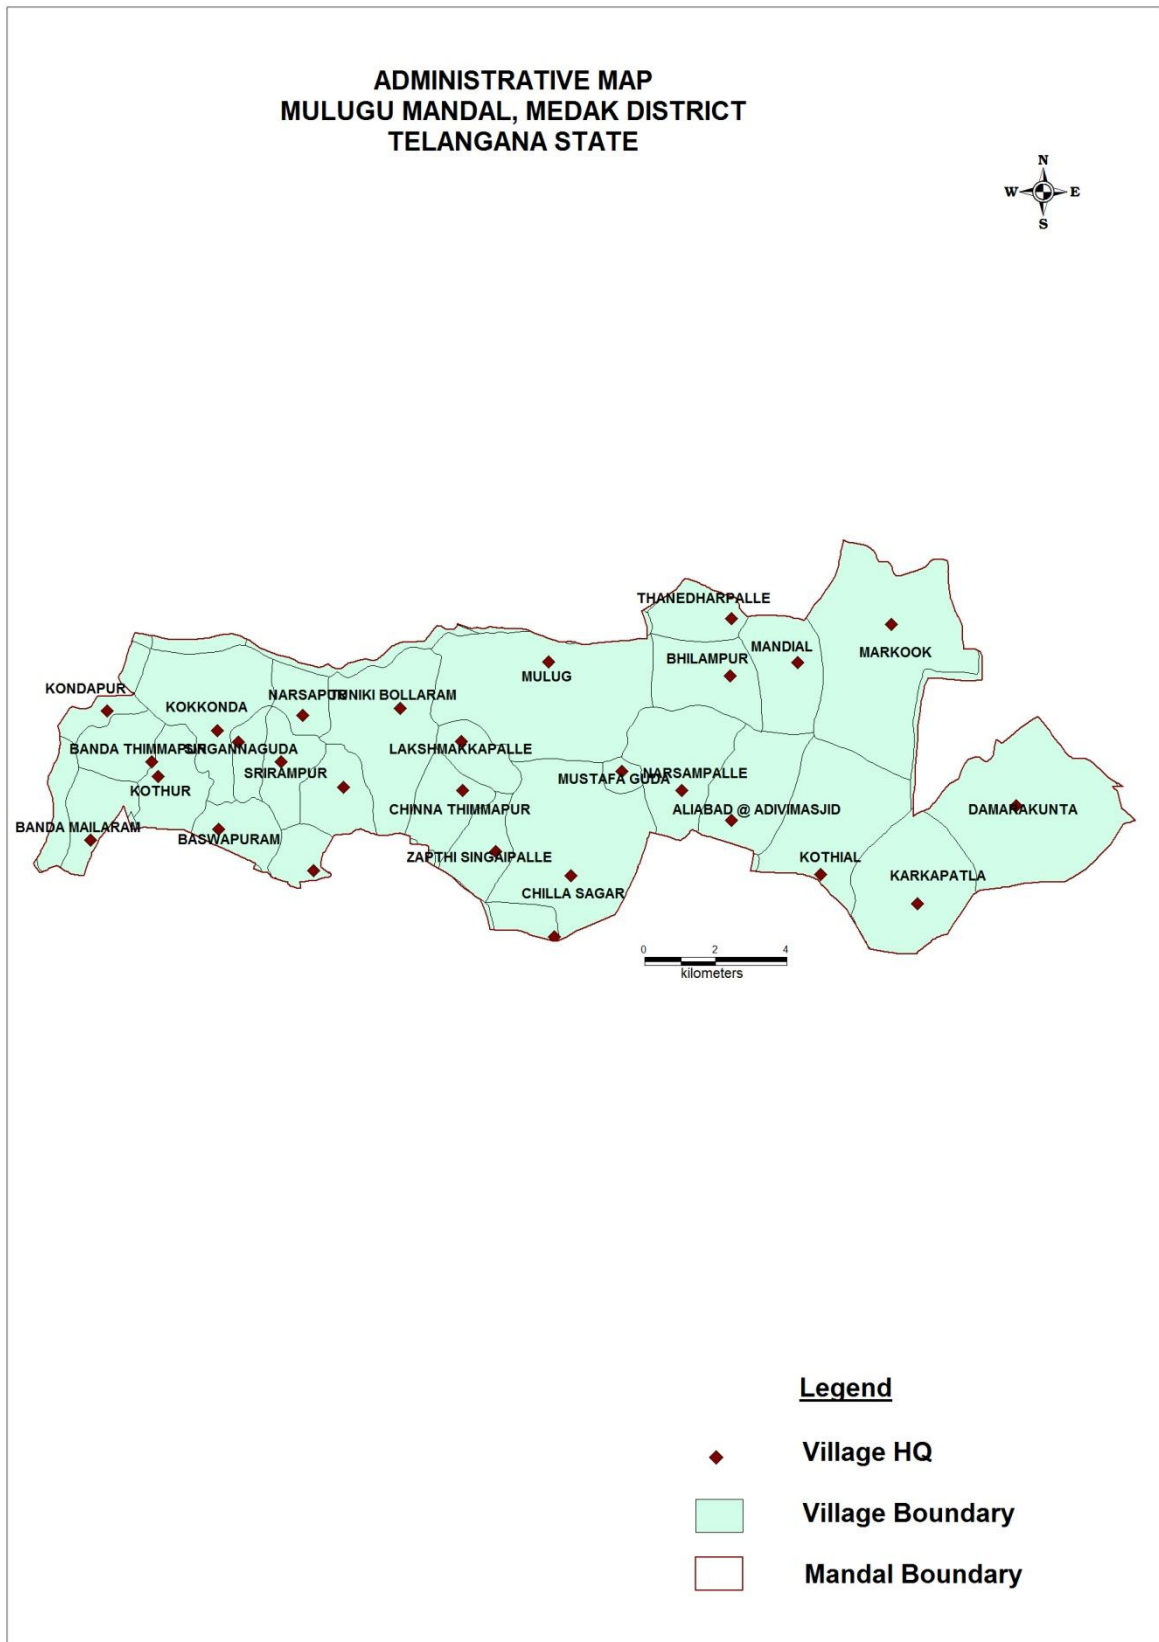 ADMINISTRATIVE MAP
MULUGU MANDAL, MEDAK DISTRICT
TELANGANA STATE
N
W E
S
THANEDHARPALLE
MANDIAL
MARKOOK
BHILAMPUR
MULUG
KONDAPUR
NARSAPUR
TUNIKI BOLLARAM
KOKKONDA
BANDA THIMMAPUR
SINGANNAGUDA
LAKSHMAKKAPALLE
SRIRAMPUR
MUSTAFA GUDA
NARSAMPALLE
KOTHUR
CHINNA THIMMAPUR
ALIABAD @ ADIVIMASJID
DAMARAKUNTA
BANDA MAILARAM
BASWAPURAM
ZAPTHI SINGAIPALLE
KOTHIAL
KARKAPATLA
CHILLA SAGAR
0 2 4
kilometers
Legend
Village HQ
Village Boundary
Mandal Boundary